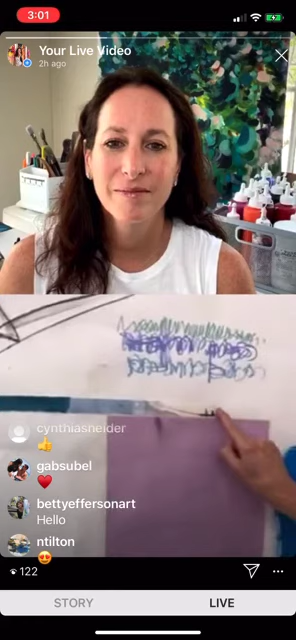 3:01
Your Live Video
2h ago
cynthiasneider
👍
gabsubel
❤️
bettyeffersonart
Hello
ntilton
😍
122
STORY
LIVE